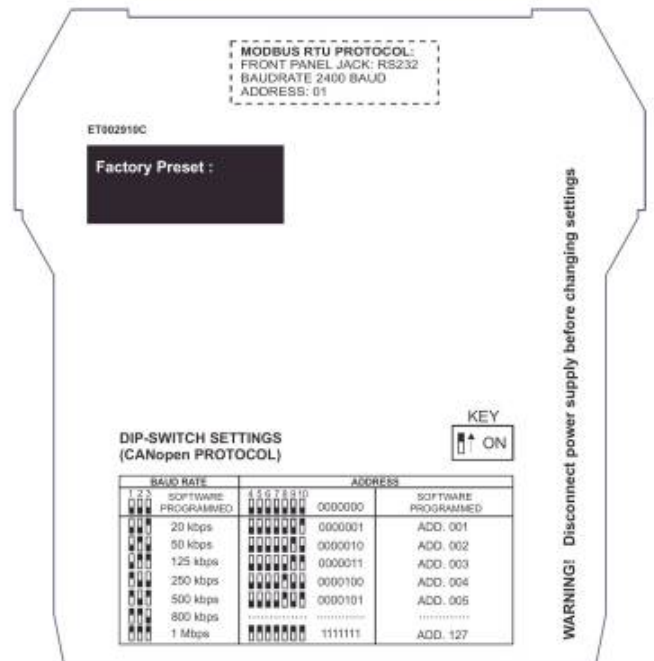 MODBUS RTU PROTOCOL:
FRONT PANEL JACK: RS232
BAUDRATE 2400 BAUD
ADDRESS: 01
ET002910C
Factory Preset :
WARNING! Disconnect power supply before changing settings
KEY
ON
DIP-SWITCH SETTINGS
(CANopen PROTOCOL)
BAUD RATE ADDRESS
1 2 3 SOFTWARE PROGRAMMED 4 5 6 7 8 9 10 0000000 SOFTWARE PROGRAMMED
20 kbps 0000001 ADD. 001
50 kbps 0000010 ADD. 002
125 kbps 0000011 ADD. 003
250 kbps 0000100 ADD. 004
500 kbps 0000101 ADD. 005
800 kbps ............ ............
1 Mbps 1111111 ADD. 127